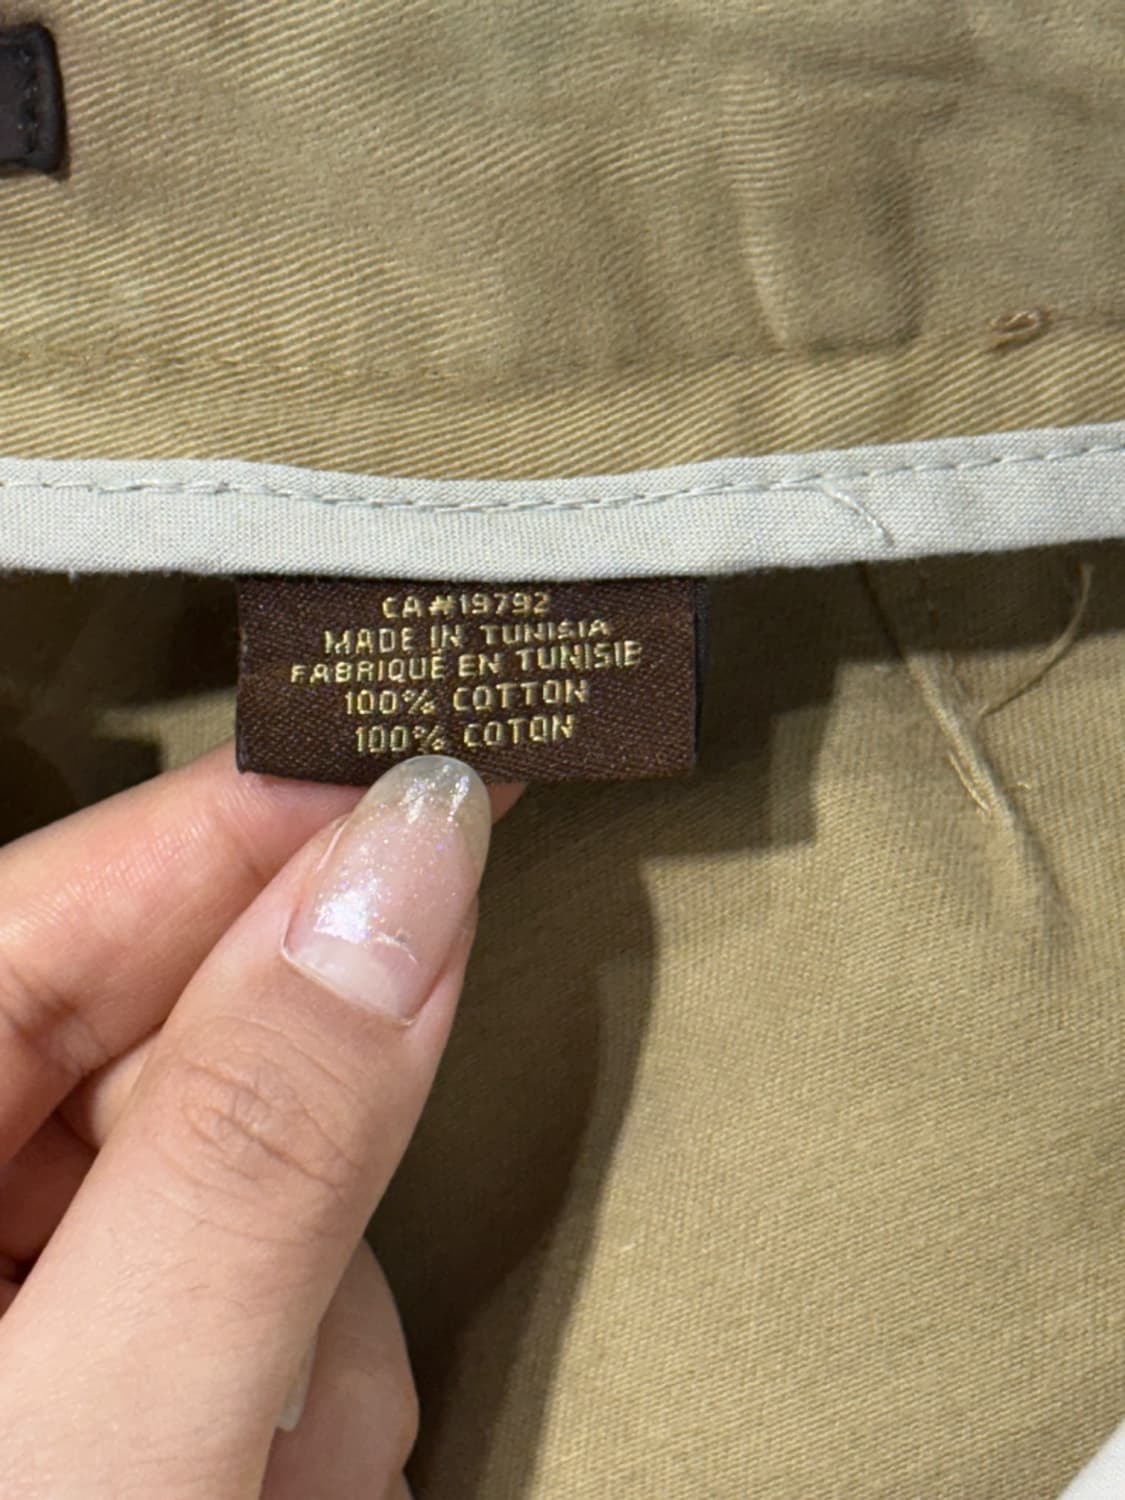 CA#19792
MADE IN TUNISIA
FABRIQUÉ EN TUNISIE
100% COTTON
100% COTON